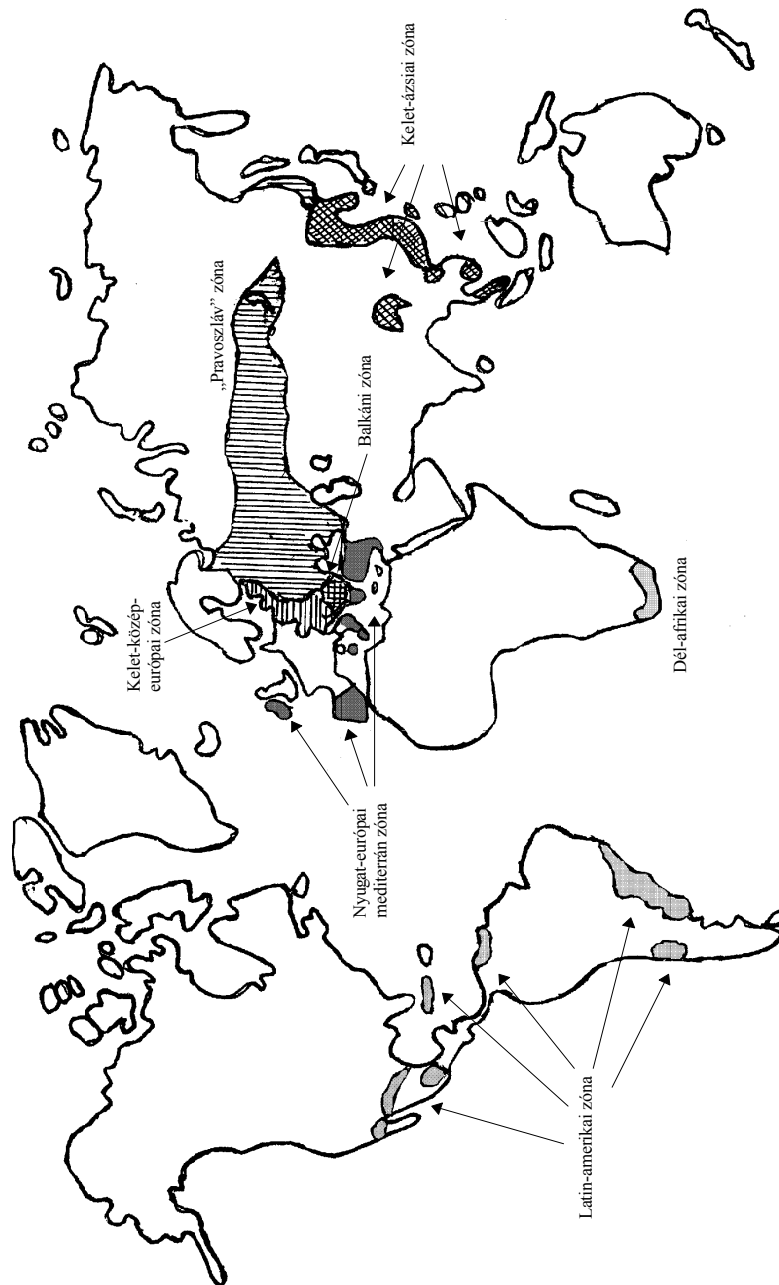 Kelet-ázsiai zóna
„Pravoszláv” zóna
Balkáni zóna
Kelet-közép-
európai zóna
Nyugat-európai
mediterrán zóna
Dél-afrikai zóna
Latin-amerikai zóna